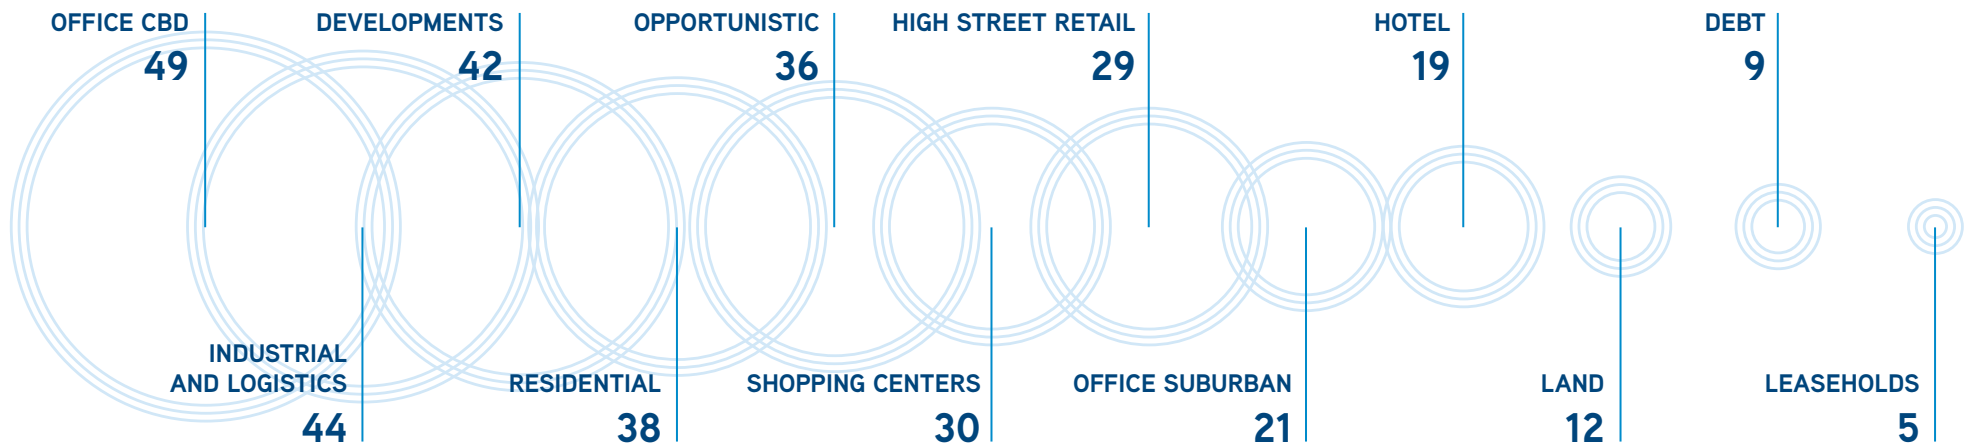 OFFICE CBD
49
DEVELOPMENTS
42
OPPORTUNISTIC
36
HIGH STREET RETAIL
29
HOTEL
19
DEBT
9
INDUSTRIAL
AND LOGISTICS
44
RESIDENTIAL
38
SHOPPING CENTERS
30
OFFICE SUBURBAN
21
LAND
12
LEASEHOLDS
5